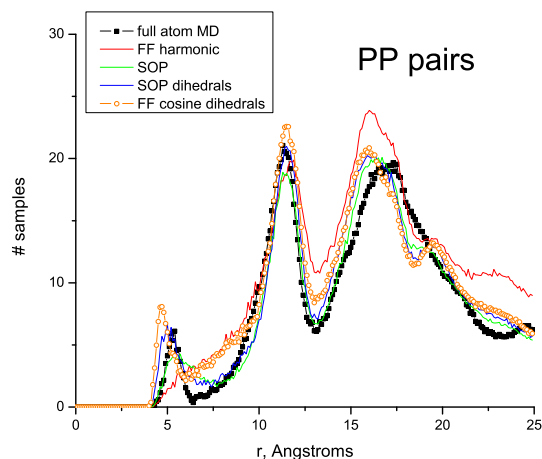 PP pairs
full atom MD
FF harmonic
SOP
SOP dihedrals
FF cosine dihedrals
# samples
30
20
10
0
0 5 10 15 20 25
r, Angstroms